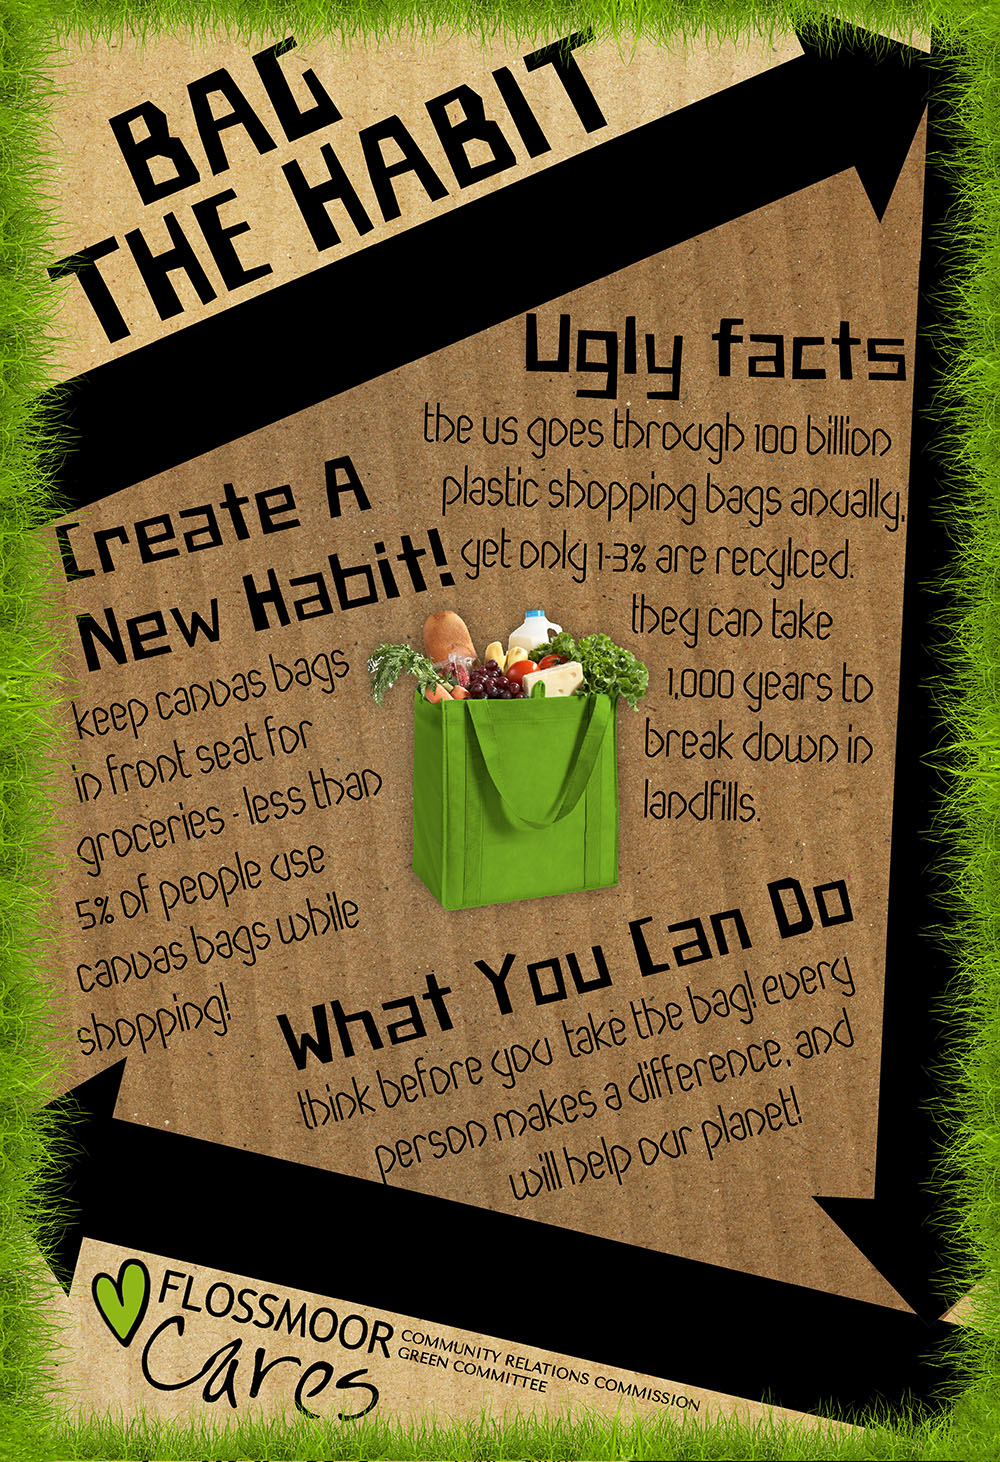 BAG
THE HABIT
Ugly facts
the us goes through 100 billion
plastic shopping bags anually,
yet only 1-3% are recylced.
they can take
1,000 years to
break down in
landfills.
Create A
New Habit!
keep canvas bags
in front seat for
groceries - less than
5% of people use
canvas bags while
shopping!
What You Can Do
think before you take the bag! every
person makes a difference, and
will help our planet!
FLOSSMOOR
Cares
COMMUNITY RELATIONS COMMISSION
GREEN COMMITTEE